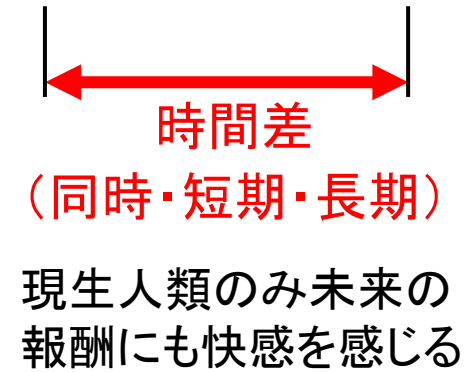 時間差
（同時・短期・長期）
現生人類のみ未来の
報酬にも快感を感じる